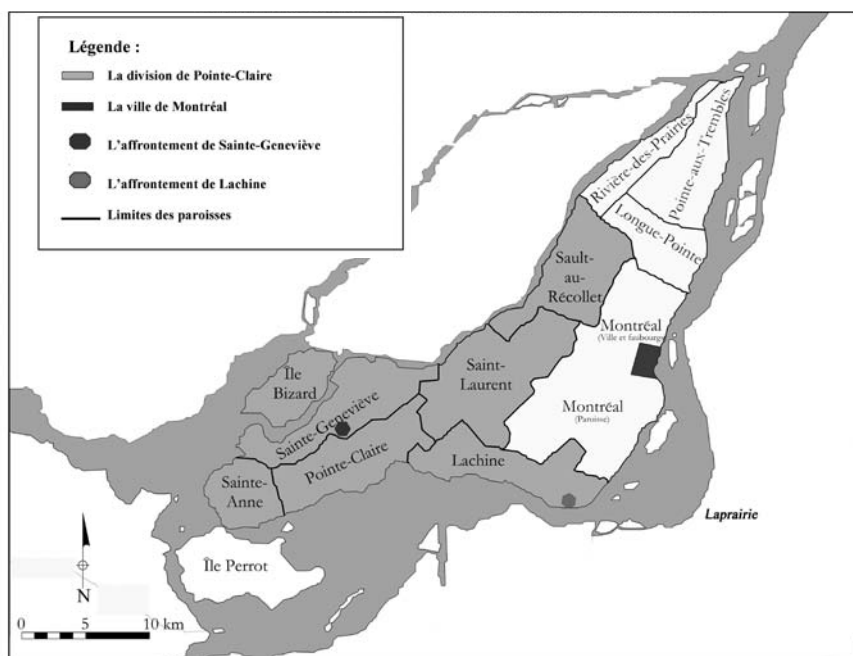 Légende :
La division de Pointe-Claire
La ville de Montréal
L'affrontement de Sainte-Geneviève
L'affrontement de Lachine
Limites des paroisses
Rivière-des-Prairies
Pointe-aux-Trembles
Longue-Pointe
Sault-
au-
Récollet
Montréal
(Ville et faubourgs)
Île
Bizard
Saint-
Laurent
Sainte-Geneviève
Montréal
(Paroisse)
Pointe-Claire
Lachine
Sainte-
Anne
Laprairie
Île Perrot
N
0 5 10 km